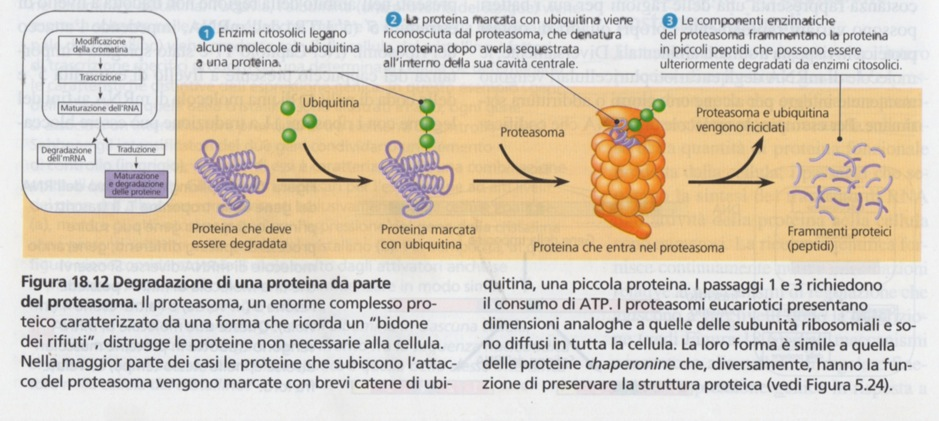 Modificazione
della cromatina
Trascrizione
Maturazione dell'RNA
Degradazione
dell'mRNA
Traduzione
Maturazione
e degradazione
delle proteine
1 Enzimi citosolici legano
alcune molecole di ubiquitina
a una proteina.
2 La proteina marcata con ubiquitina viene
riconosciuta dal proteasoma, che denatura
la proteina dopo averla sequestrata
all'interno della sua cavità centrale.
3 Le componenti enzimatiche
del proteasoma frammentano la proteina
in piccoli peptidi che possono essere
ulteriormente degradati da enzimi citosolici.
Ubiquitina
Proteasoma
Proteasoma e ubiquitina
vengono riciclati
Proteina che deve
essere degradata
Proteina marcata
con ubiquitina
Proteina che entra nel proteasoma
Frammenti proteici
(peptidi)
Figura 18.12 Degradazione di una proteina da parte
del proteasoma. Il proteasoma, un enorme complesso pro-
teico caratterizzato da una forma che ricorda un "bidone
dei rifiuti", distrugge le proteine non necessarie alla cellula.
Nella maggior parte dei casi le proteine che subiscono l'attac-
co del proteasoma vengono marcate con brevi catene di ubi-
quitina, una piccola proteina. I passaggi 1 e 3 richiedono
il consumo di ATP. I proteasomi eucariotici presentano
dimensioni analoghe a quelle delle subunità ribosomiali e so-
no diffusi in tutta la cellula. La loro forma è simile a quella
delle proteine chaperonine che, diversamente, hanno la fun-
zione di preservare la struttura proteica (vedi Figura 5.24).